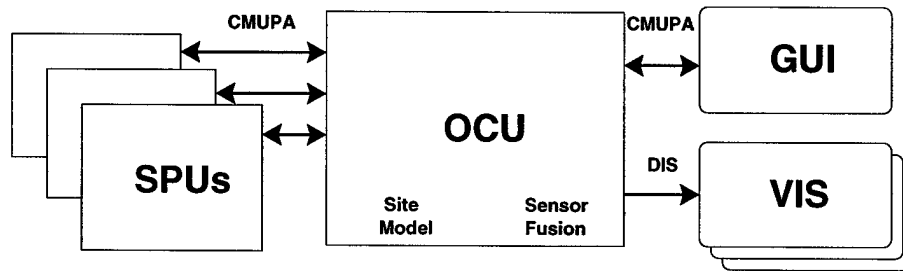 CMUPA
CMUPA
GUI
OCU
DIS
SPUs
VIS
Site
Model
Sensor
Fusion